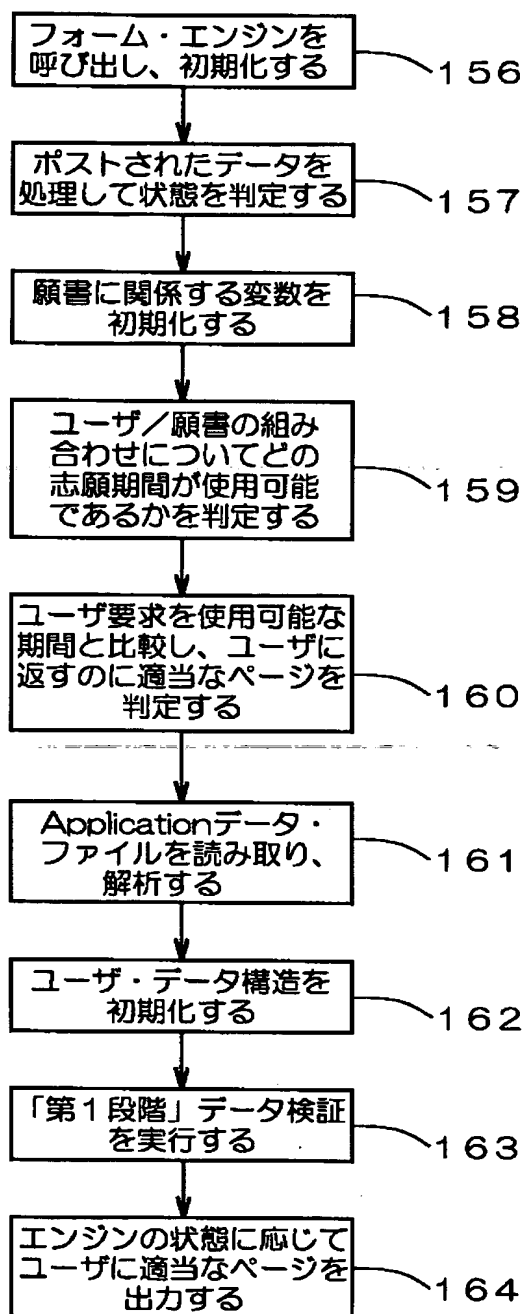 フォーム・エンジンを
呼び出し、初期化する
156
ポストされたデータを
処理して状態を判定する
157
願書に関係する変数を
初期化する
158
ユーザ／願書の組み
合わせについてどの
志願期間が使用可能
であるかを判定する
159
ユーザ要求を使用可能な
期間と比較し、ユーザに
返すのに適当なページを
判定する
160
Applicationデータ・
ファイルを読み取り、
解析する
161
ユーザ・データ構造を
初期化する
162
「第１段階」データ検証
を実行する
163
エンジンの状態に応じて
ユーザに適当なページを
出力する
164